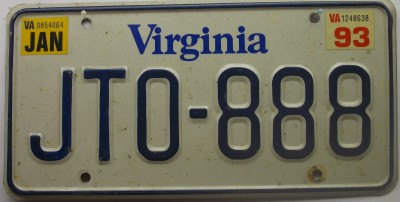 VA 0854064
JAN
Virginia
VA 1248638
93
JTO-888